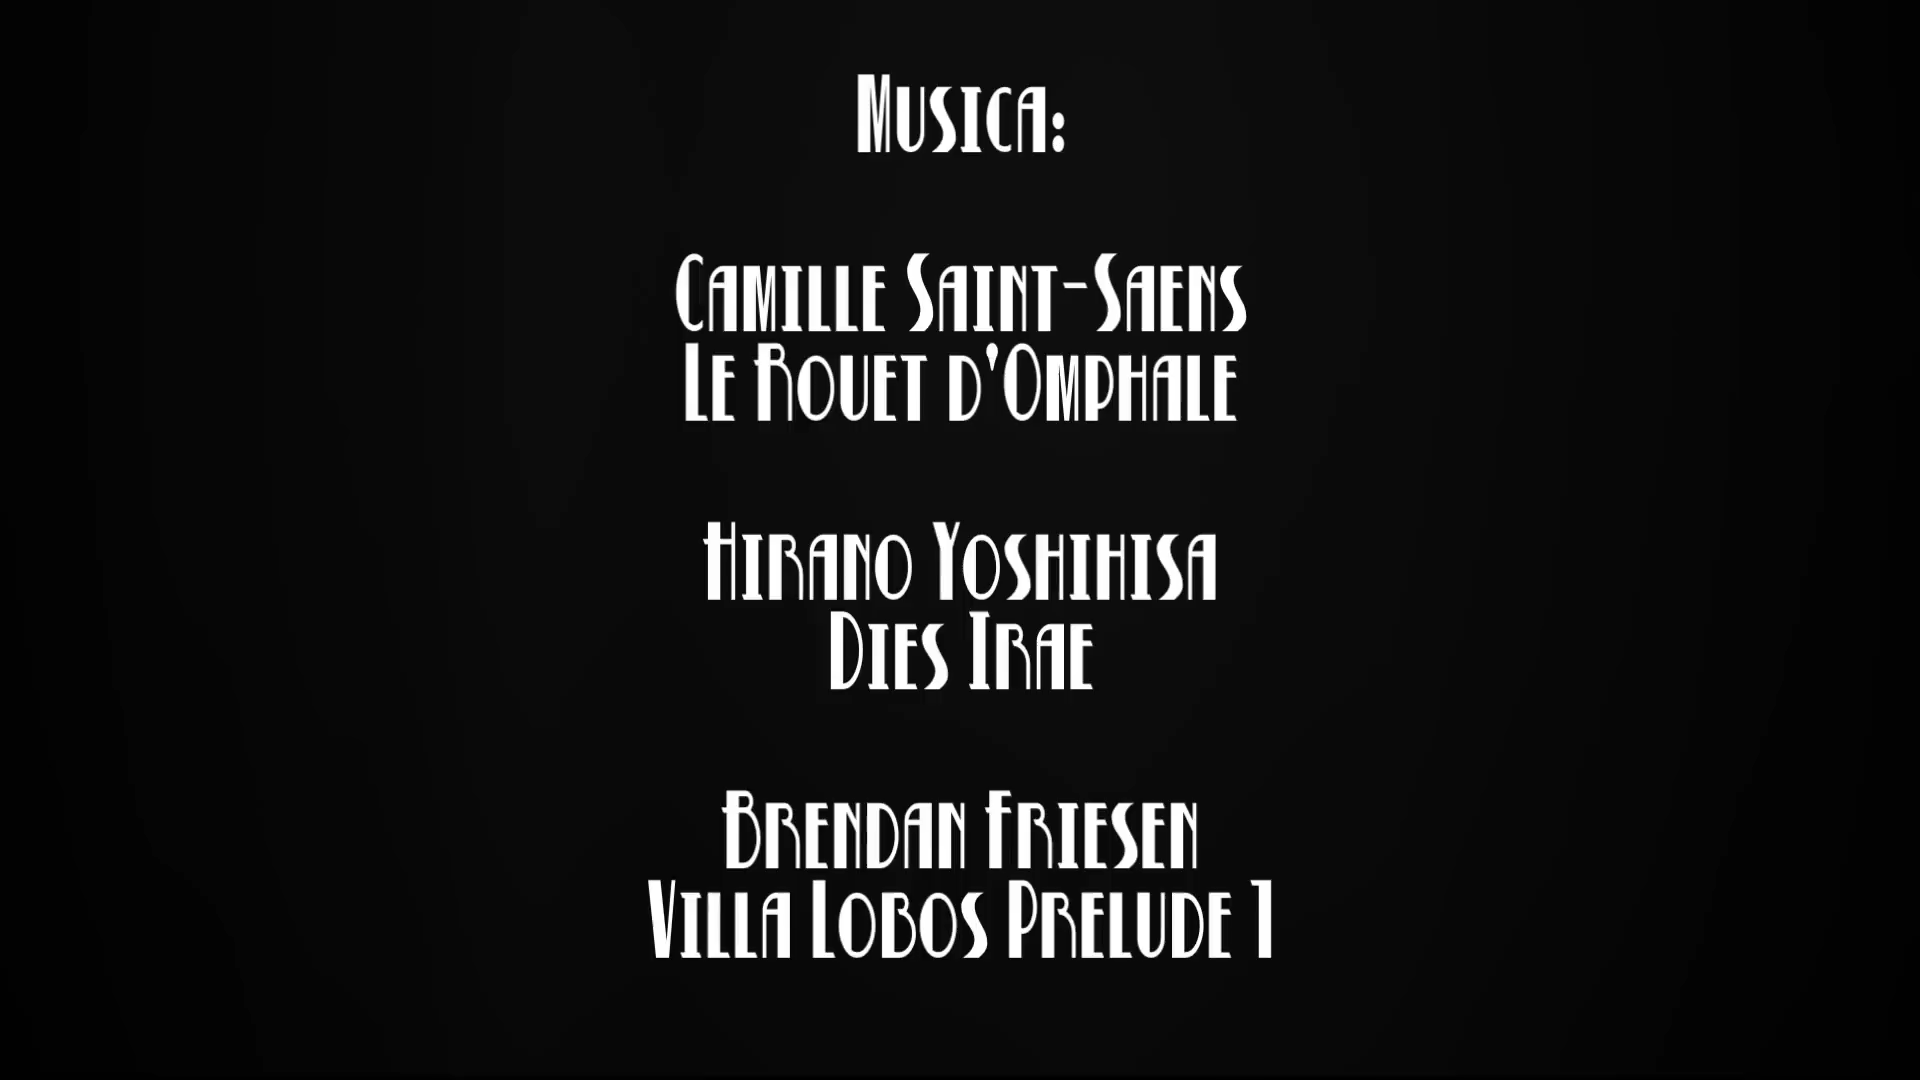 Musica:
Camille Saint-Saens
Le Rouet d'Omphale
Hirano Yoshihisa
Dies Irae
Brendan Friesen
Villa Lobos Prelude 1